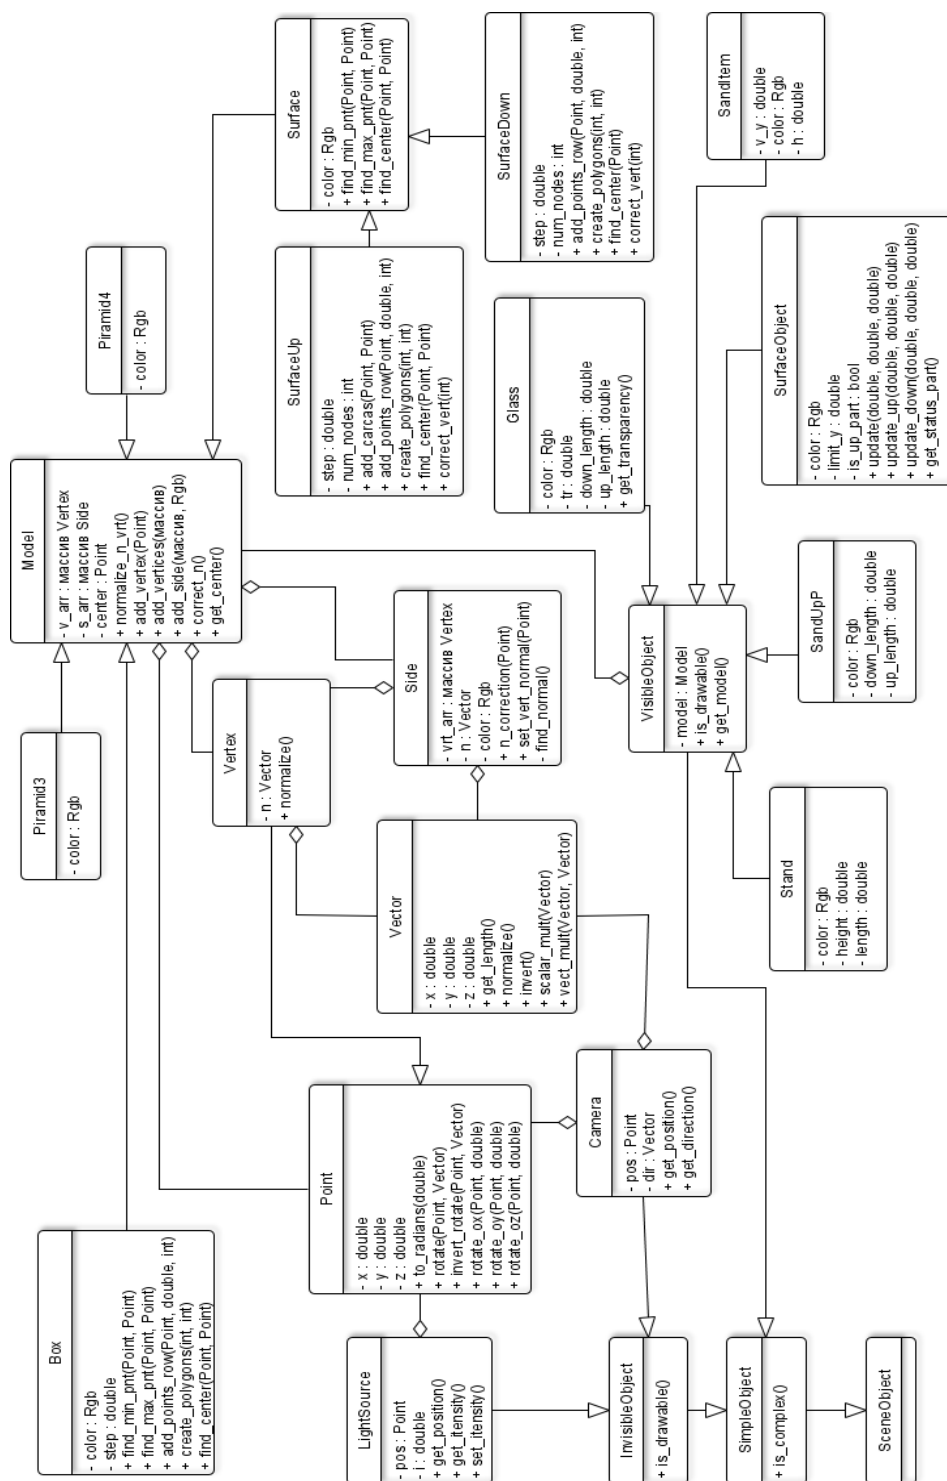 Box
- color : Rgb
- step : double
+ find_min_pnt(Point, Point)
+ find_max_pnt(Point, Point)
+ add_points_row(Point, double, int)
+ create_polygons(int, int)
+ find_center(Point, Point)
Piramid3
- color : Rgb
Model
- v_arr : массив Vertex
- s_arr : массив Side
- center : Point
+ normalize_n_vrt()
+ add_vertex(Point)
+ add_vertices(массив)
+ add_side(массив, Rgb)
+ correct_n()
+ get_center()
Piramid4
- color : Rgb
Surface
- color : Rgb
+ find_min_pnt(Point, Point)
+ find_max_pnt(Point, Point)
+ find_center(Point, Point)
Vertex
- n : Vector
+ normalize()
SurfaceUp
- step : double
- num_nodes : int
+ add_carcas(Point, Point)
+ add_points_row(Point, double, int)
+ create_polygons(int, int)
+ find_center(Point, Point)
+ correct_vert(int)
Point
- x : double
- y : double
- z : double
+ to_radians(double)
+ rotate(Point, Vector)
+ invert_rotate(Point, Vector)
+ rotate_ox(Point, double)
+ rotate_oy(Point, double)
+ rotate_oz(Point, double)
LightSource
- pos : Point
- i : double
+ get_position()
+ get_itensity()
+ set_itensity()
Vector
- x : double
- y : double
- z : double
+ get_length()
+ normalize()
+ invert()
+ scalar_mult(Vector)
+ vect_mult(Vector, Vector)
Side
- vrt_arr : массив Vertex
- n : Vector
- color : Rgb
+ n_correction(Point)
+ set_vert_normal(Point)
- find_normal()
SurfaceDown
- step : double
- num_nodes : int
+ add_points_row(Point, double, int)
+ create_polygons(int, int)
+ find_center(Point)
+ correct_vert(int)
Glass
- color : Rgb
- tr : double
- down_length : double
- up_length : double
+ get_transparency()
Camera
- pos : Point
- dir : Vector
+ get_position()
+ get_direction()
InvisibleObject
+ is_drawable()
VisibleObject
- model : Model
+ is_drawable()
+ get_model()
SandItem
- v_y : double
- color : Rgb
- h : double
SimpleObject
+ is_complex()
Stand
- color : Rgb
- height : double
- length : double
SandUpP
- color : Rgb
- down_length : double
- up_length : double
SurfaceObject
- color : Rgb
- limit_y : double
- is_up_part : bool
+ update(double, double, double)
+ update_up(double, double, double)
+ update_down(double, double, double)
+ get_status_part()
SceneObject